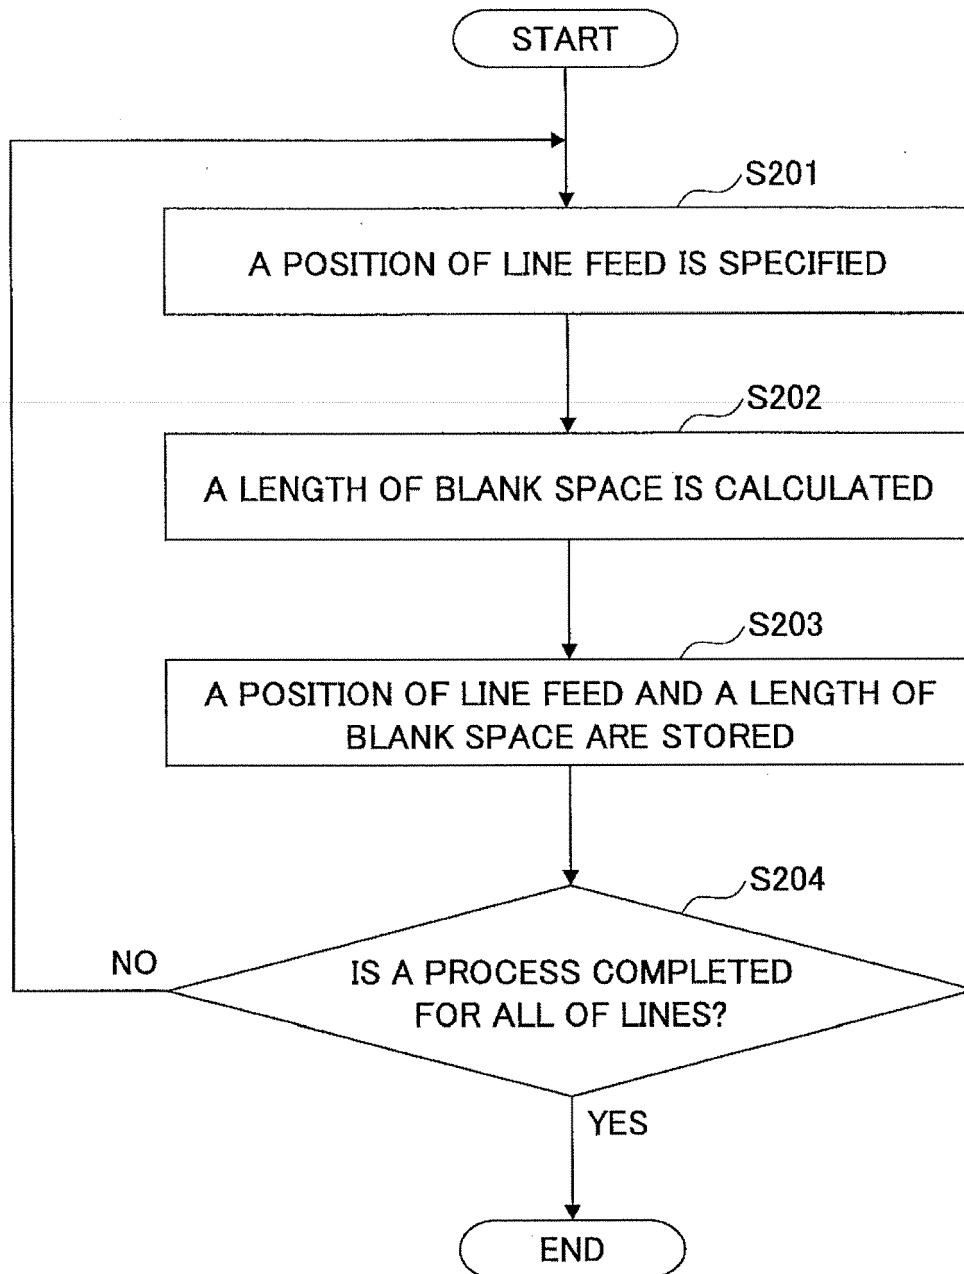 START
S201
A POSITION OF LINE FEED IS SPECIFIED
S202
A LENGTH OF BLANK SPACE IS CALCULATED
S203
A POSITION OF LINE FEED AND A LENGTH OF
BLANK SPACE ARE STORED
S204
NO
IS A PROCESS COMPLETED
FOR ALL OF LINES?
YES
END